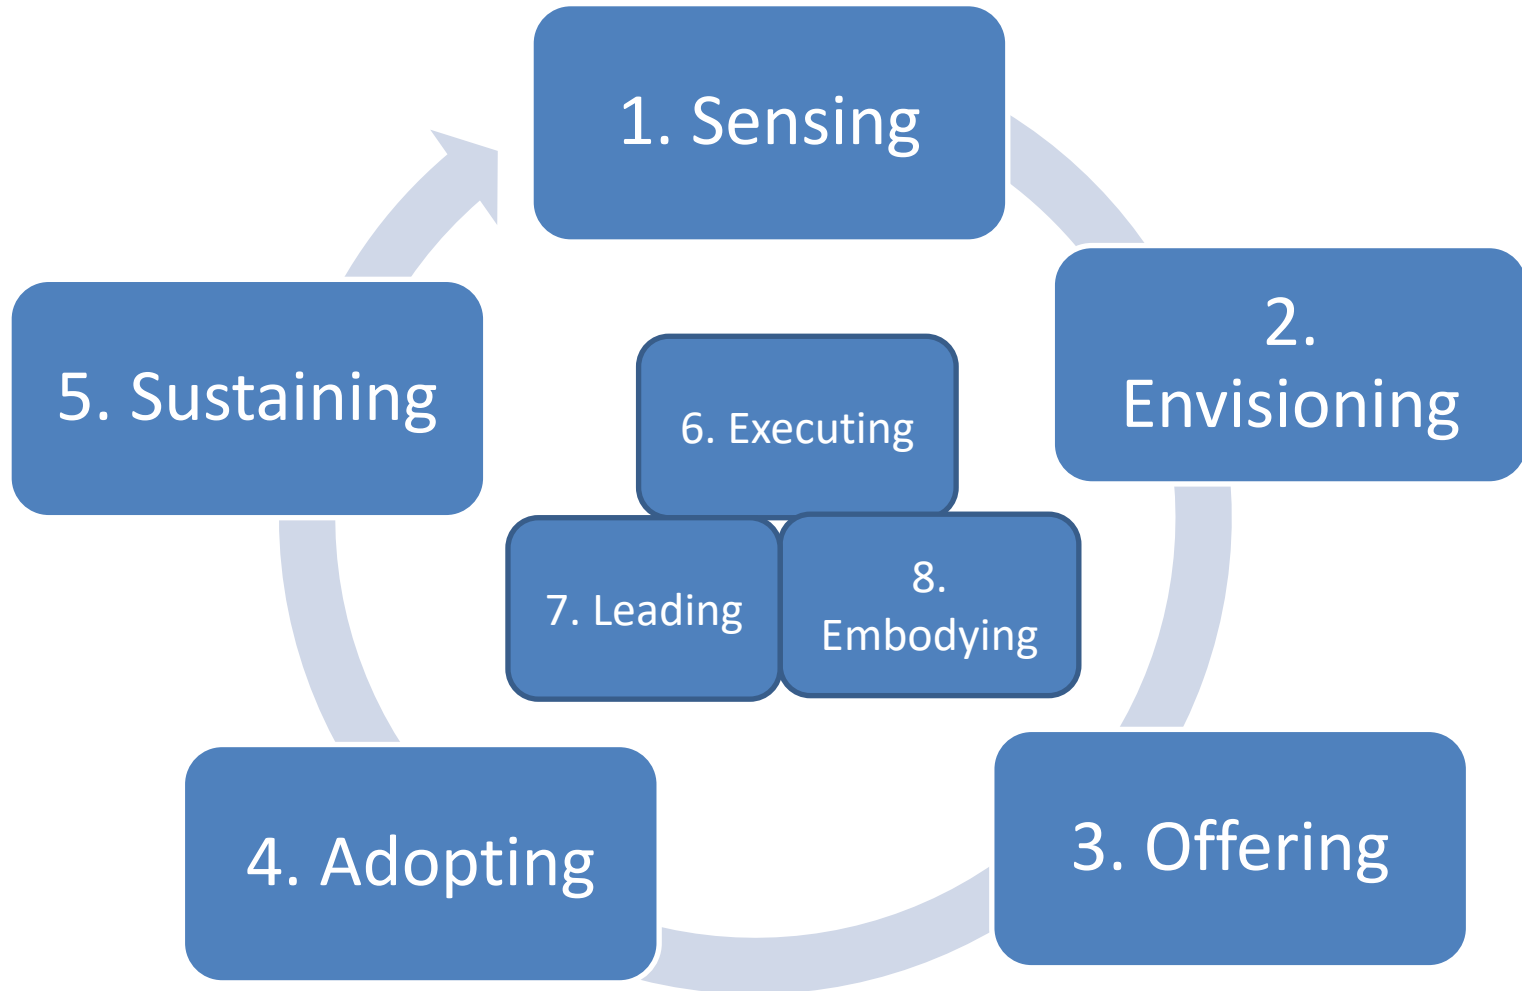 1. Sensing
2.
Envisioning
3. Offering
4. Adopting
5. Sustaining
6. Executing
7. Leading
8.
Embodying